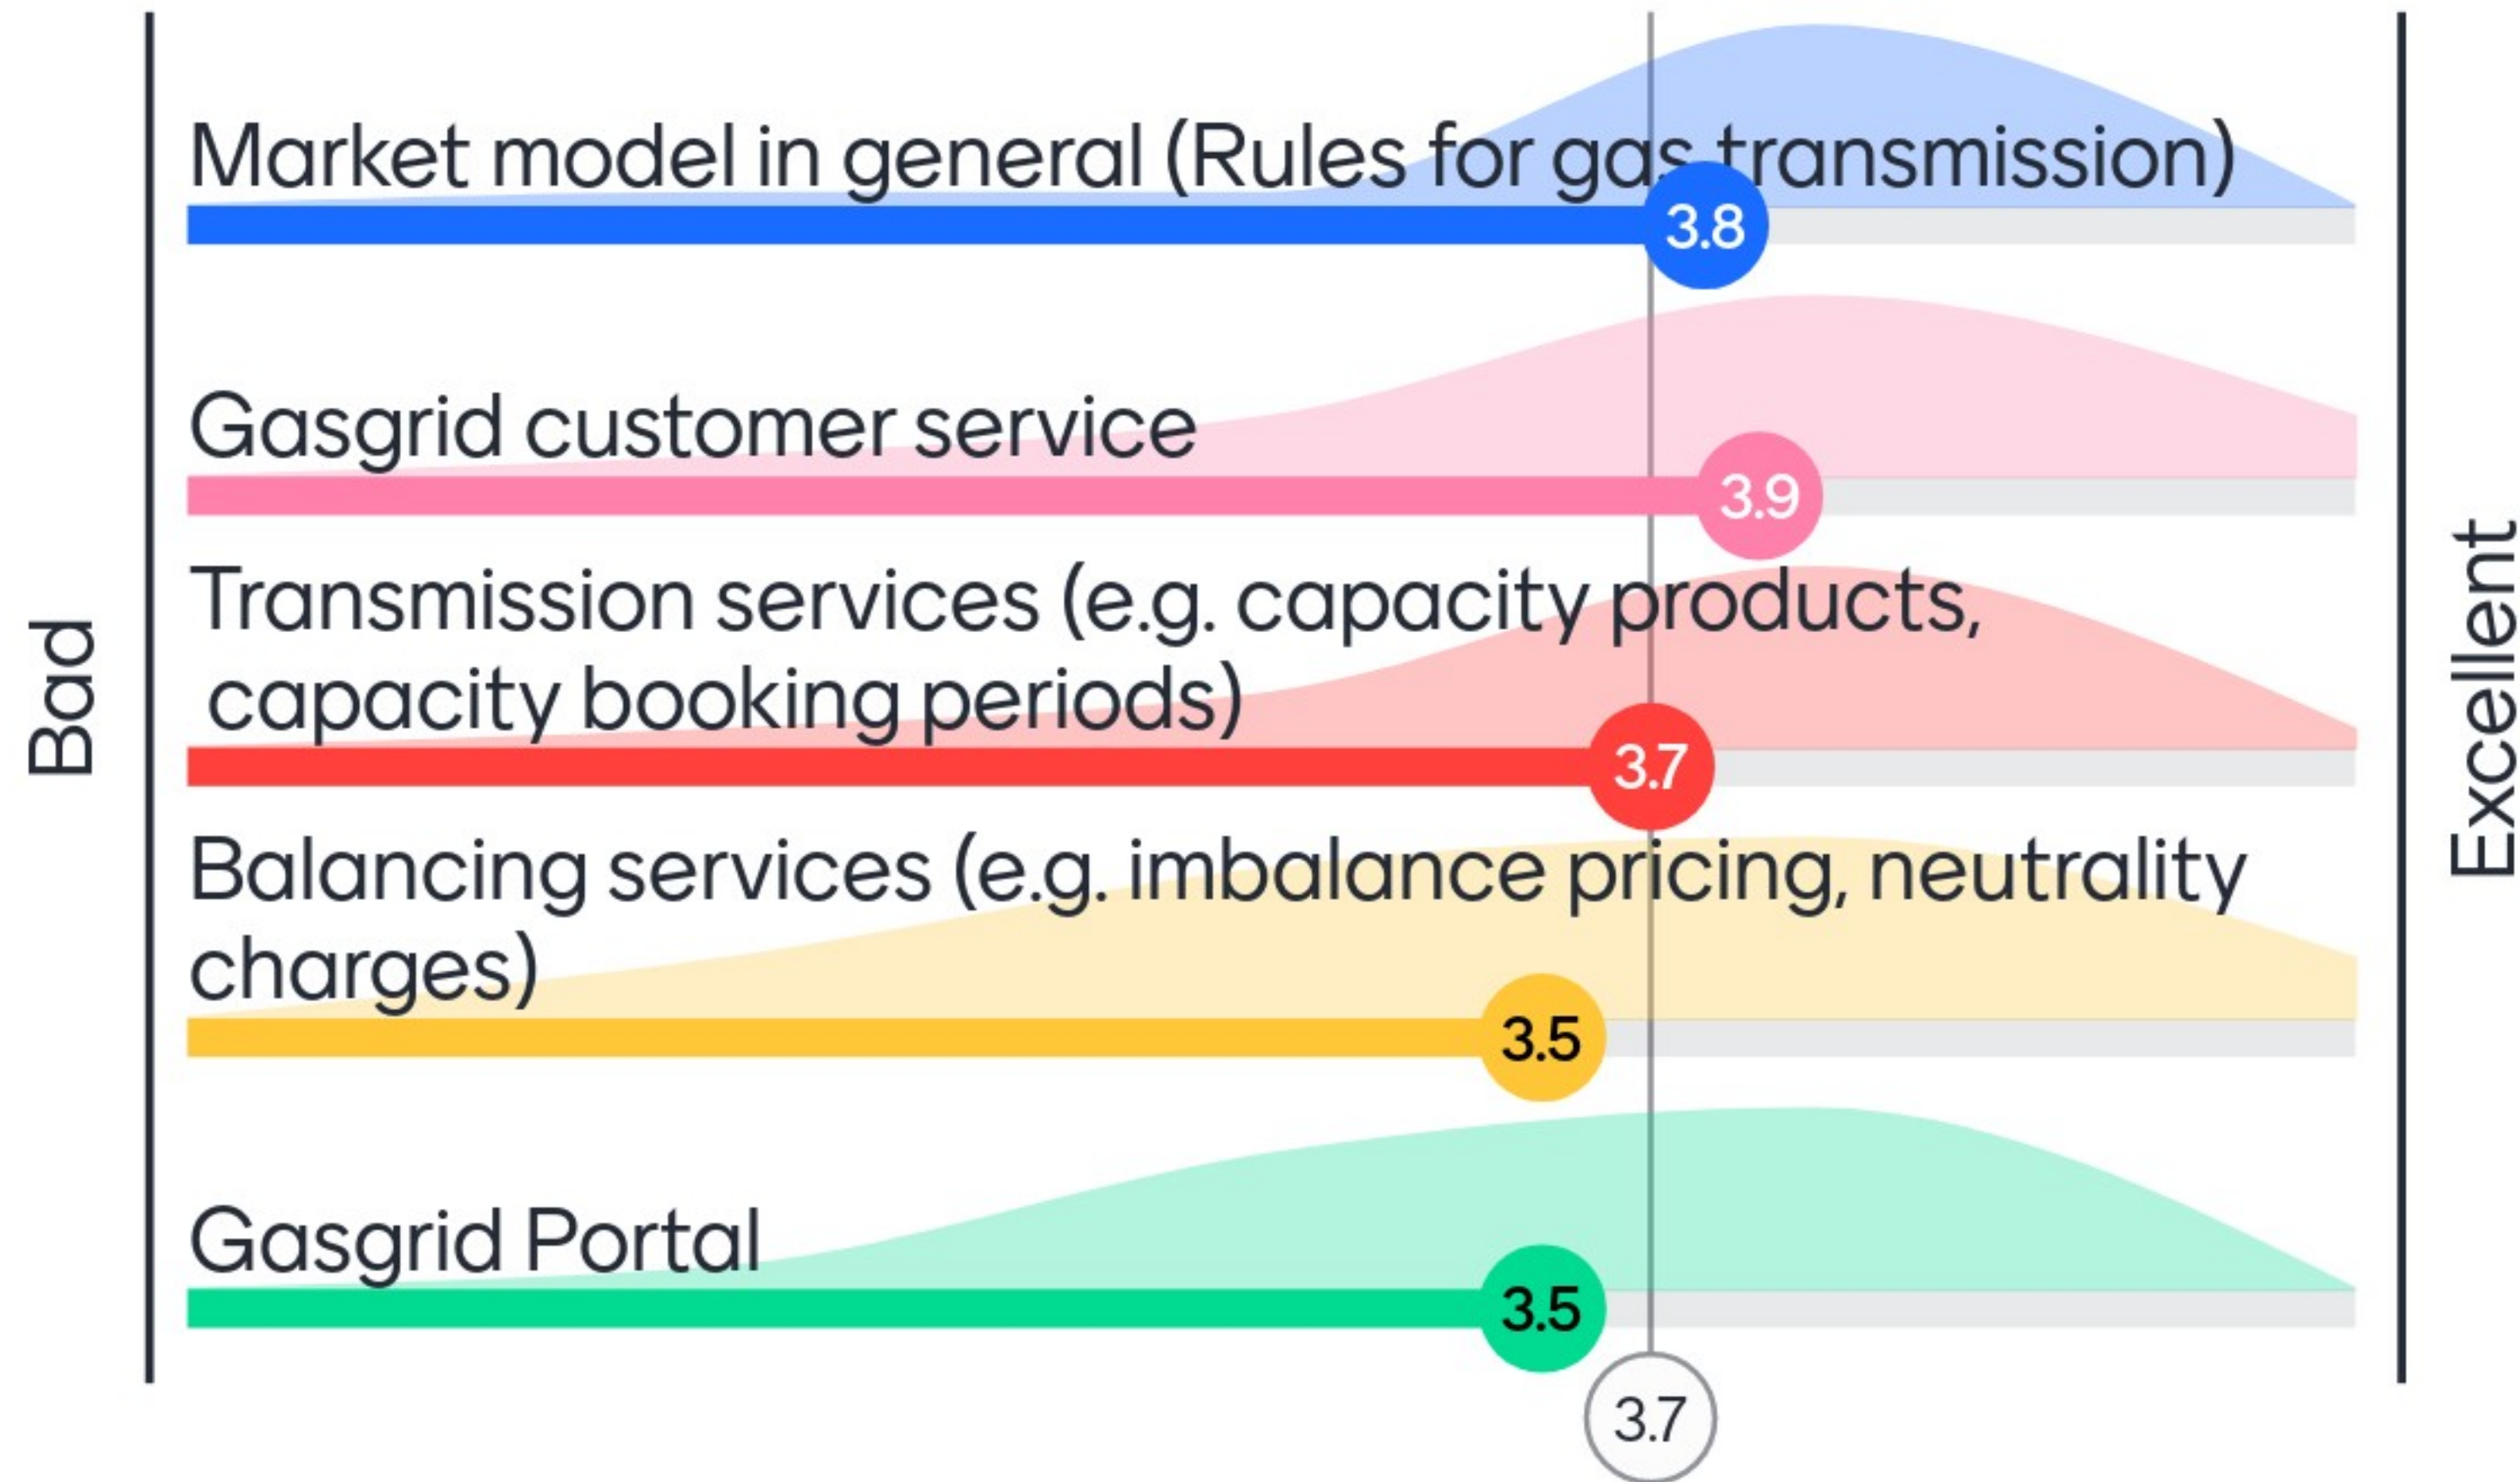 Market model in general (Rules for gas transmission)
3.8
Gasgrid customer service
3.9
Transmission services (e.g. capacity products,
capacity booking periods)
3.7
Balancing services (e.g. imbalance pricing, neutrality
charges)
3.5
Gasgrid Portal
3.5
3.7
Bad
Excellent